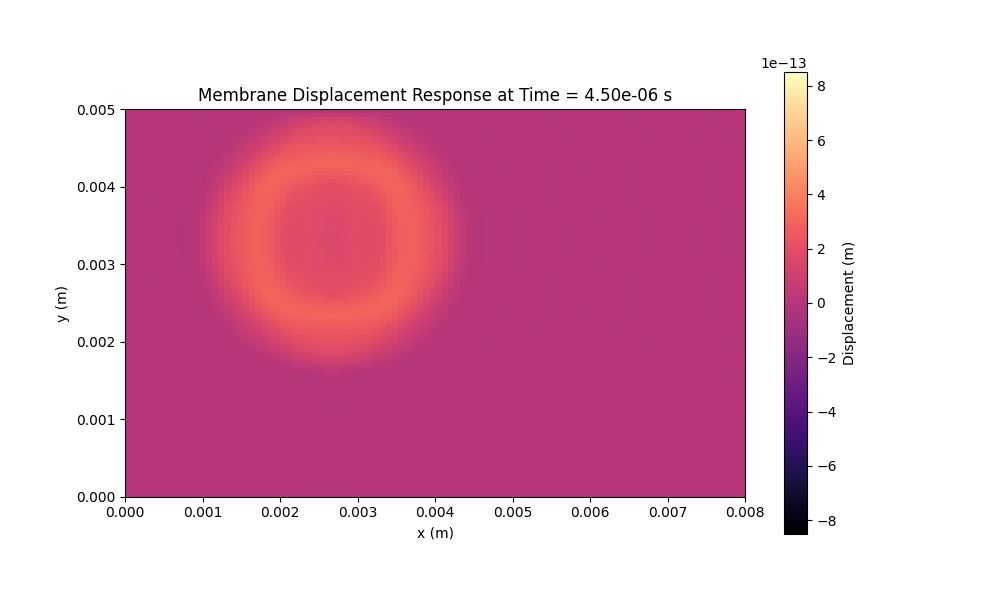 1e−13
Membrane Displacement Response at Time = 4.50e-06 s
0.005
0.004
0.003
0.002
0.001
0.000
y (m)
0.000 0.001 0.002 0.003 0.004 0.005 0.006 0.007 0.008
x (m)
8
6
4
2
0
−2
−4
−6
−8
Displacement (m)